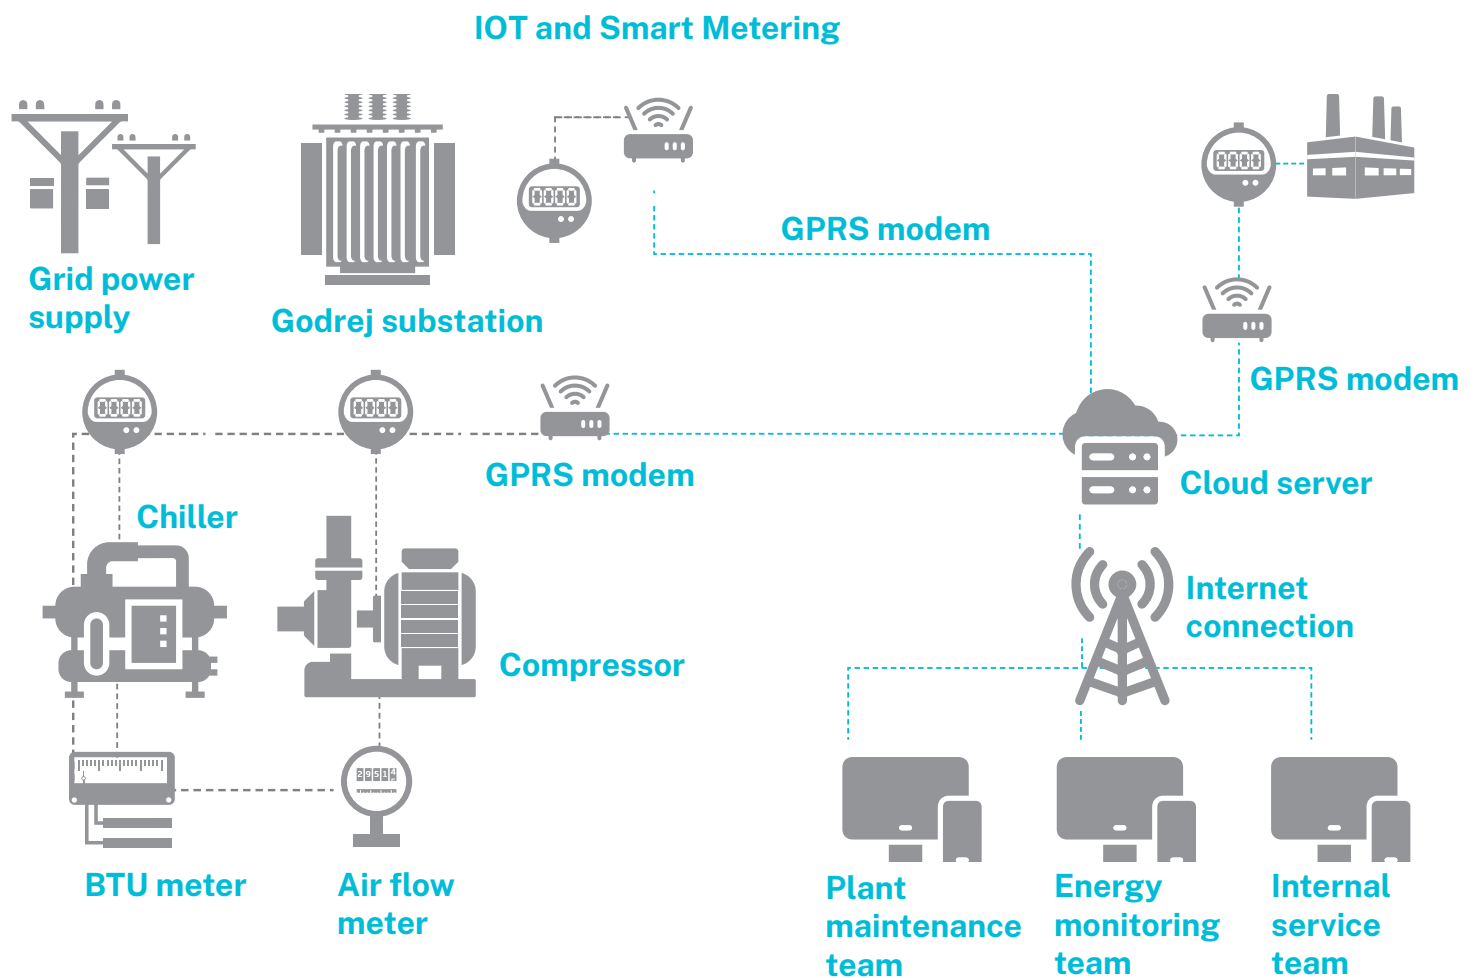 IOT and Smart Metering
GPRS modem
Grid power
supply
Godrej substation
GPRS modem
GPRS modem
Cloud server
Chiller
Internet
connection
Compressor
29514
BTU meter
Air flow
meter
Plant
maintenance
team
Energy
monitoring
team
Internal
service
team